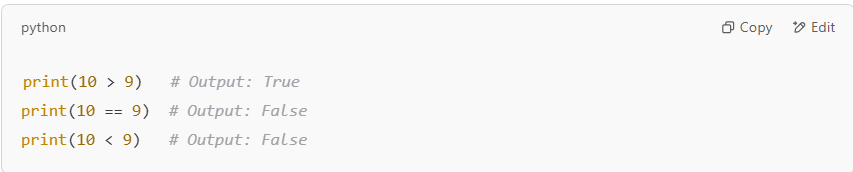 python Copy Edit
print(10 > 9)   # Output: True
print(10 == 9)  # Output: False
print(10 < 9)   # Output: False